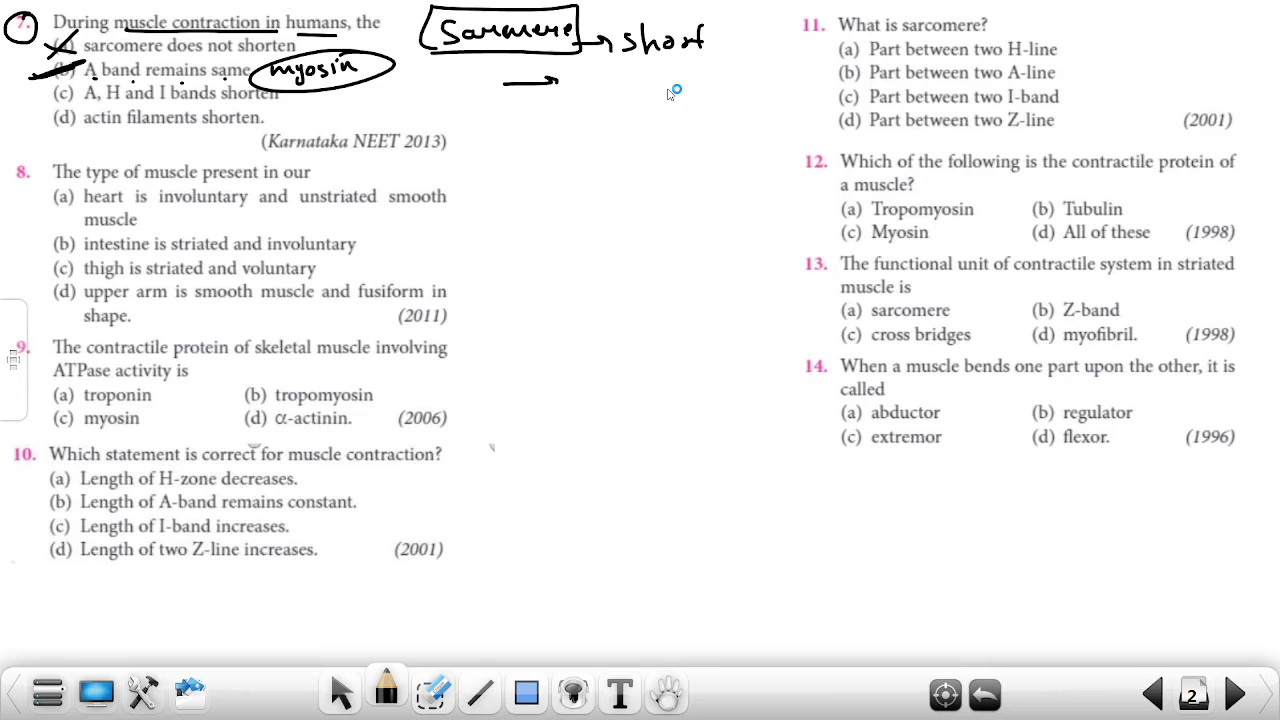 7. During muscle contraction in humans, the
(a) sarcomere does not shorten
(b) A band remains same
(c) A, H and I bands shorten
(d) actin filaments shorten.
(Karnataka NEET 2013)
myosin
Sarcomere → short
8. The type of muscle present in our
(a) heart is involuntary and unstriated smooth
muscle
(b) intestine is striated and involuntary
(c) thigh is striated and voluntary
(d) upper arm is smooth muscle and fusiform in
shape. (2011)
9. The contractile protein of skeletal muscle involving
ATPase activity is
(a) troponin (b) tropomyosin
(c) myosin (d) α-actinin. (2006)
10. Which statement is correct for muscle contraction?
(a) Length of H-zone decreases.
(b) Length of A-band remains constant.
(c) Length of I-band increases.
(d) Length of two Z-line increases. (2001)
11. What is sarcomere?
(a) Part between two H-line
(b) Part between two A-line
(c) Part between two I-band
(d) Part between two Z-line (2001)
12. Which of the following is the contractile protein of
a muscle?
(a) Tropomyosin (b) Tubulin
(c) Myosin (d) All of these (1998)
13. The functional unit of contractile system in striated
muscle is
(a) sarcomere (b) Z-band
(c) cross bridges (d) myofibril. (1998)
14. When a muscle bends one part upon the other, it is
called
(a) abductor (b) regulator
(c) extremor (d) flexor. (1996)
T
2